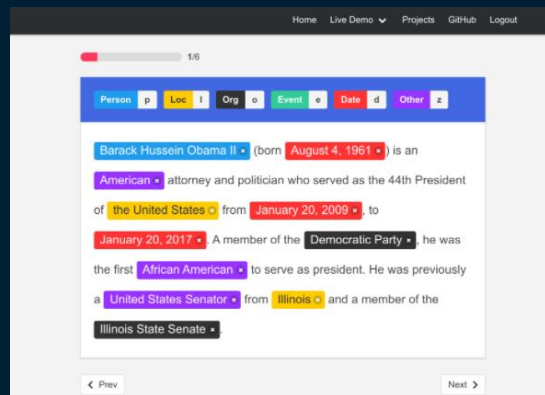 Home Live Demo Projects GitHub Logout
1/6
Person p Loc l Org o Event e Date d Other z
Barack Hussein Obama II (born August 4, 1961) is an
American attorney and politician who served as the 44th President
of the United States from January 20, 2009, to
January 20, 2017. A member of the Democratic Party, he was
the first African American to serve as president. He was previously
a United States Senator from Illinois and a member of the
Illinois State Senate.
Prev Next